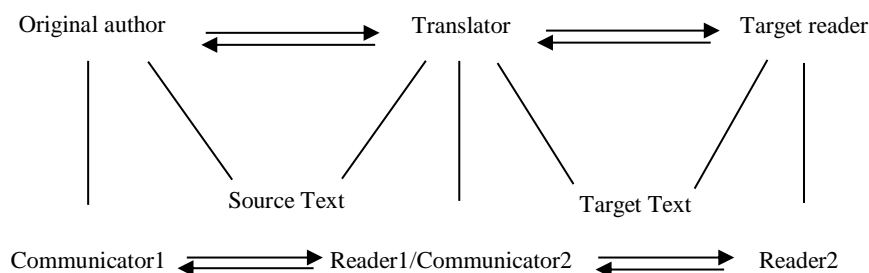 Original author Translator Target reader
Source Text Target Text
Communicator1 Reader1/Communicator2 Reader2